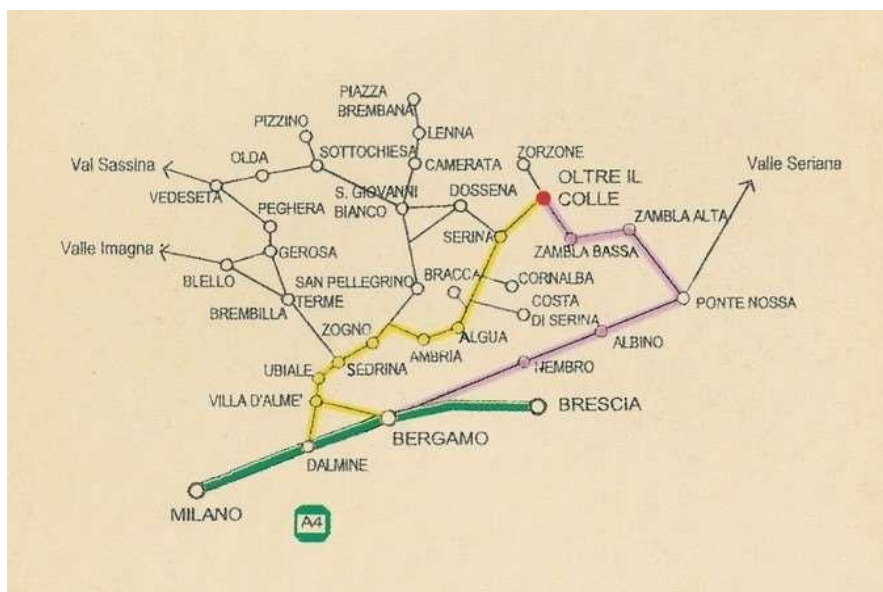 PIAZZA
BREMBANA
PIZZINO
LENNA
Val Sassina
OLDA
SOTTOCHIESA
CAMERATA
ZORZONE
Valle Seriana
VEDESETA
S. GIOVANNI
BIANCO
DOSSENA
OLTRE IL
COLLE
PEGHERA
ZAMBLA ALTA
SERINA
Valle Imagna
GEROSA
ZAMBLA BASSA
BLELLO
SAN PELLEGRINO
TERME
BRACCA
CORNALBA
BREMBILLA
COSTA
DI SERINA
PONTE NOSSA
ZOGNO
ALGUA
ALBINO
AMBRIA
UBIALE
SEDRINA
NEMBRO
VILLA D'ALME'
BRESCIA
BERGAMO
DALMINE
MILANO
A4